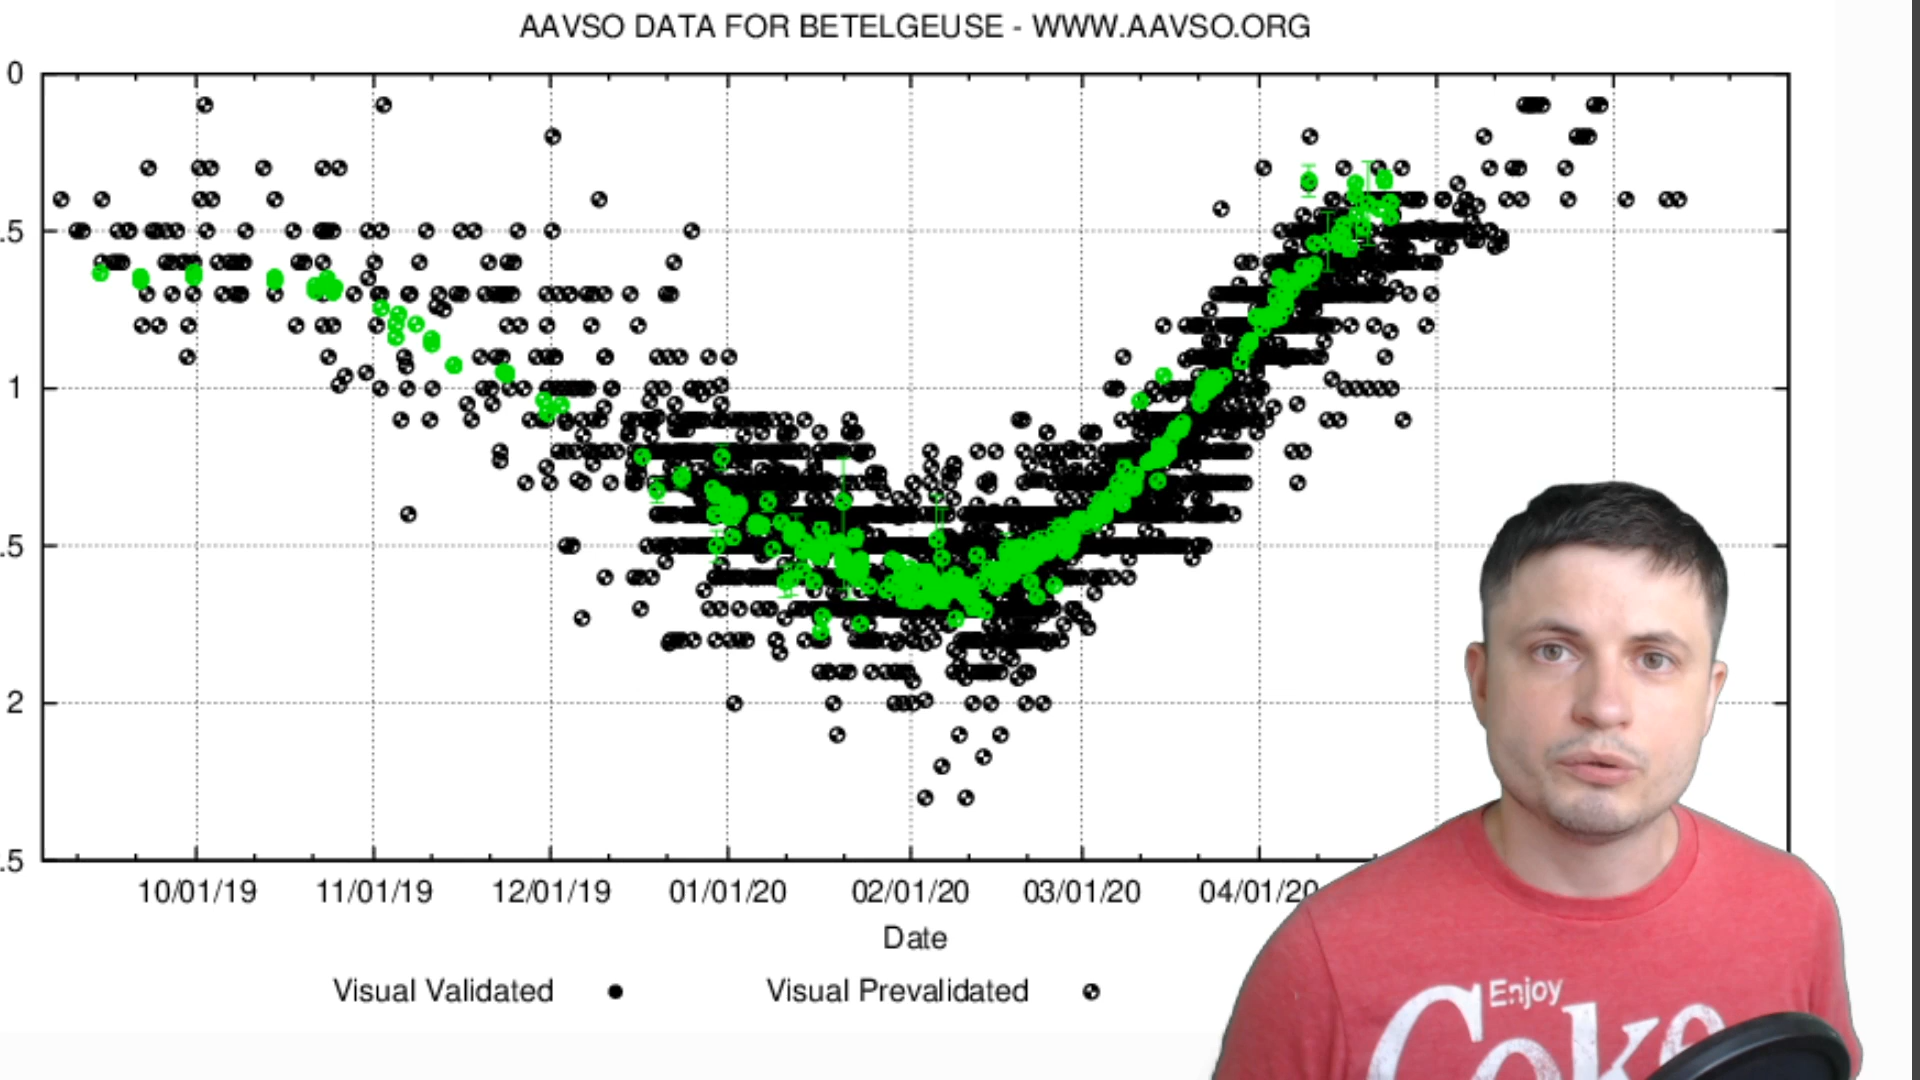 AAVSO DATA FOR BETELGEUSE - WWW.AAVSO.ORG
0
.5
1
.5
2
.5
10/01/19 11/01/19 12/01/19 01/01/20 02/01/20 03/01/20 04/01/20
Date
Visual Validated Visual Prevalidated
Enjoy
Coke